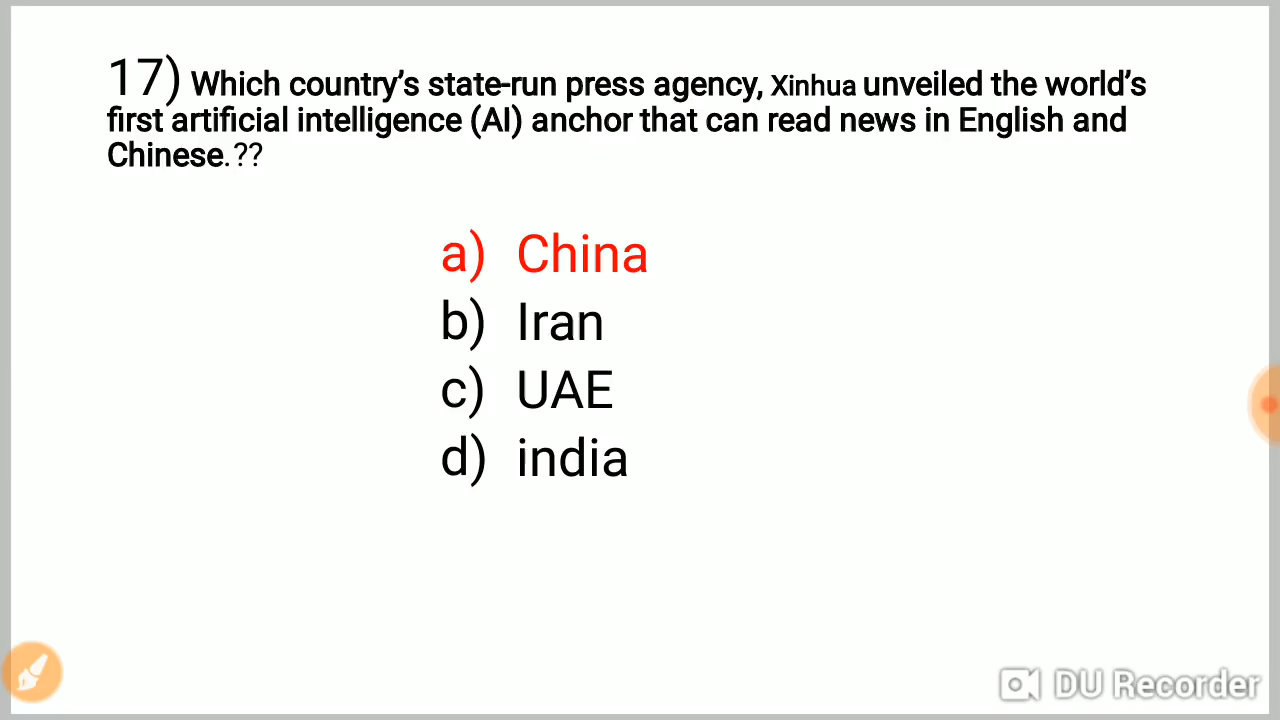 17) Which country’s state-run press agency, Xinhua unveiled the world’s
first artificial intelligence (AI) anchor that can read news in English and
Chinese.??
a) China
b) Iran
c) UAE
d) india
DU Recorder